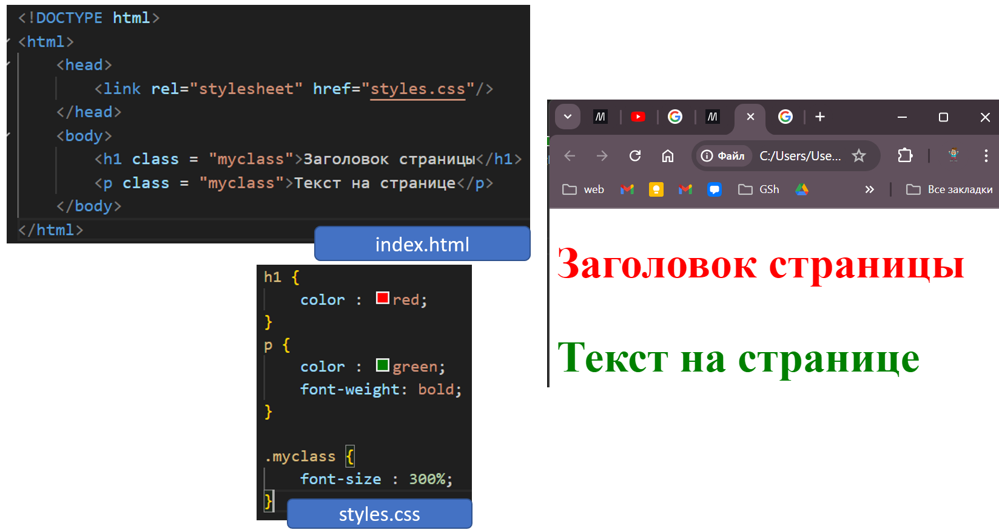 <!DOCTYPE html>
<html>
<head>
<link rel="stylesheet" href="styles.css"/>
</head>
<body>
<h1 class = "myclass">Заголовок страницы</h1>
<p class = "myclass">Текст на странице</p>
</body>
</html>
index.html
h1 {
color : red;
}
p {
color : green;
font-weight: bold;
}
.myclass {
font-size : 300%;
}
styles.css
Файл C:/Users/Use...
web GSh Все закладки
Заголовок страницы
Текст на странице